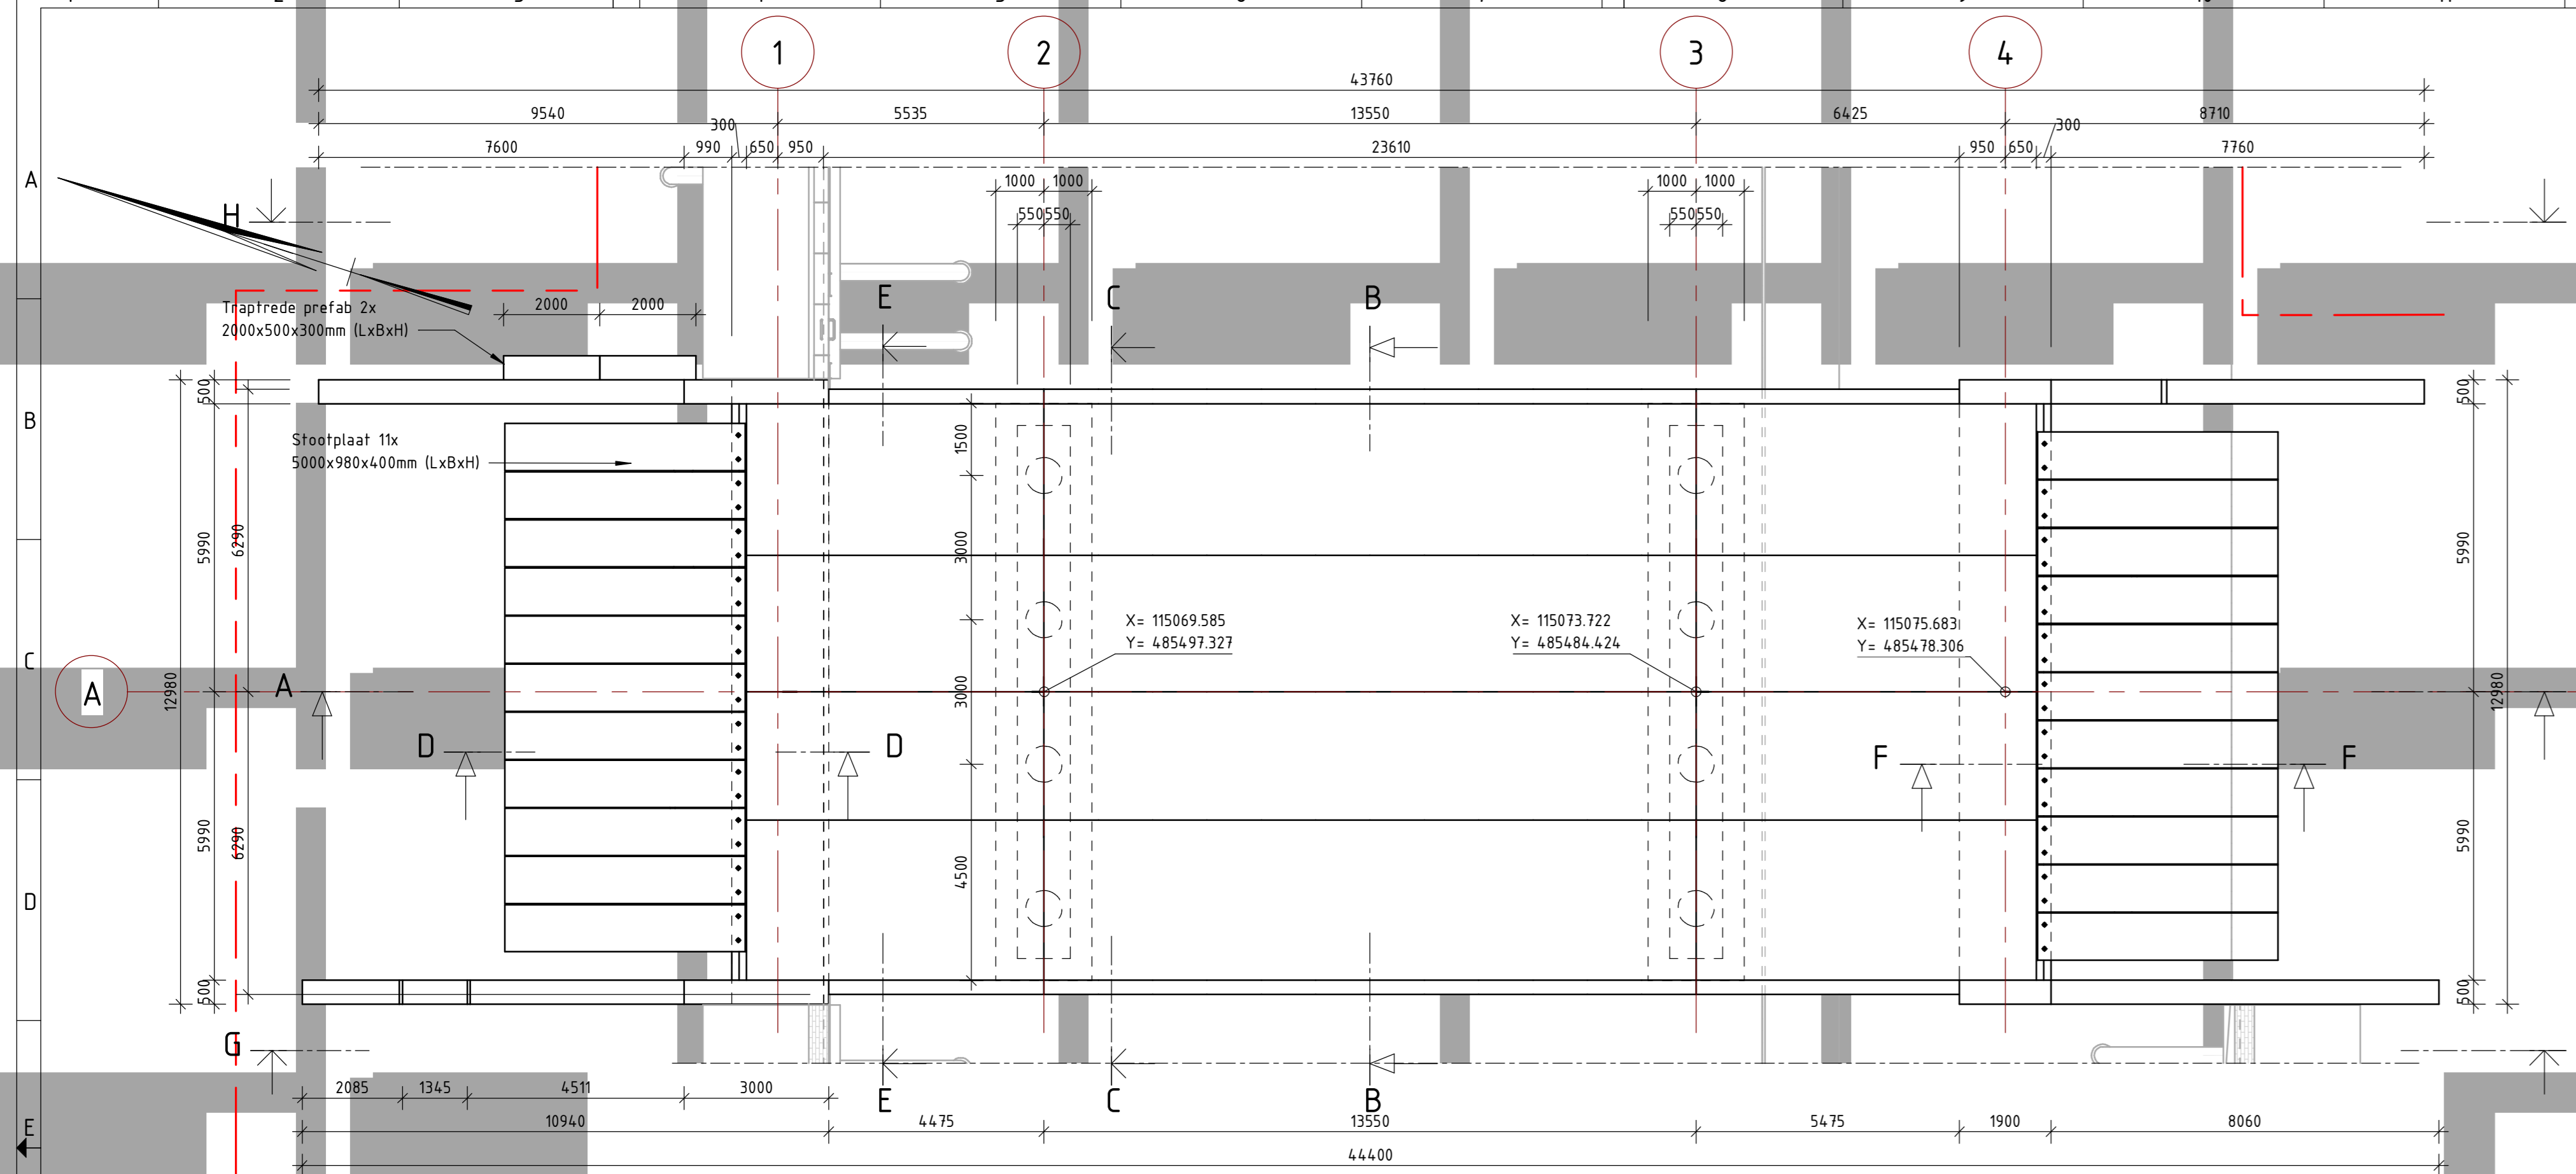 1
2
3
4
43760
9540
5535
13550
6425
8710
300
300
7600
990
650
950
23610
950
650
7760
A
1000
1000
1000
1000
H
550
550
550
550
E
C
B
Traptrede prefab 2x
2000x500x300mm (LxBxH)
2000
2000
500
500
B
Stootplaat 11x
5000x980x400mm (LxBxH)
1500
5990
6290
3000
5990
X= 115069.585
Y= 485497.327
X= 115073.722
Y= 485484.424
X= 115075.683
Y= 485478.306
C
A
A
12980
3000
12980
D
D
F
F
5990
6290
4500
5990
D
500
500
G
2085
1345
4511
3000
E
C
B
E
10940
4475
13550
5475
1900
8060
44400